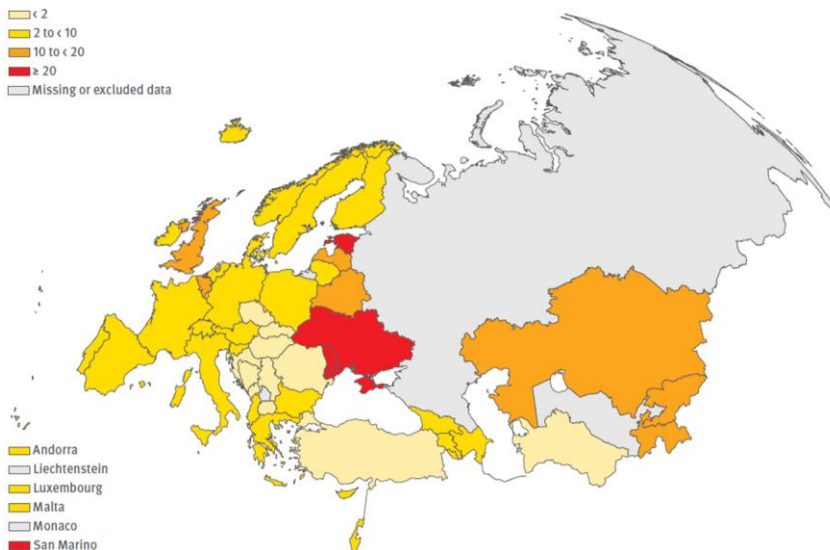 < 2
2 to < 10
10 to < 20
≥ 20
Missing or excluded data
Andorra
Liechtenstein
Luxembourg
Malta
Monaco
San Marino